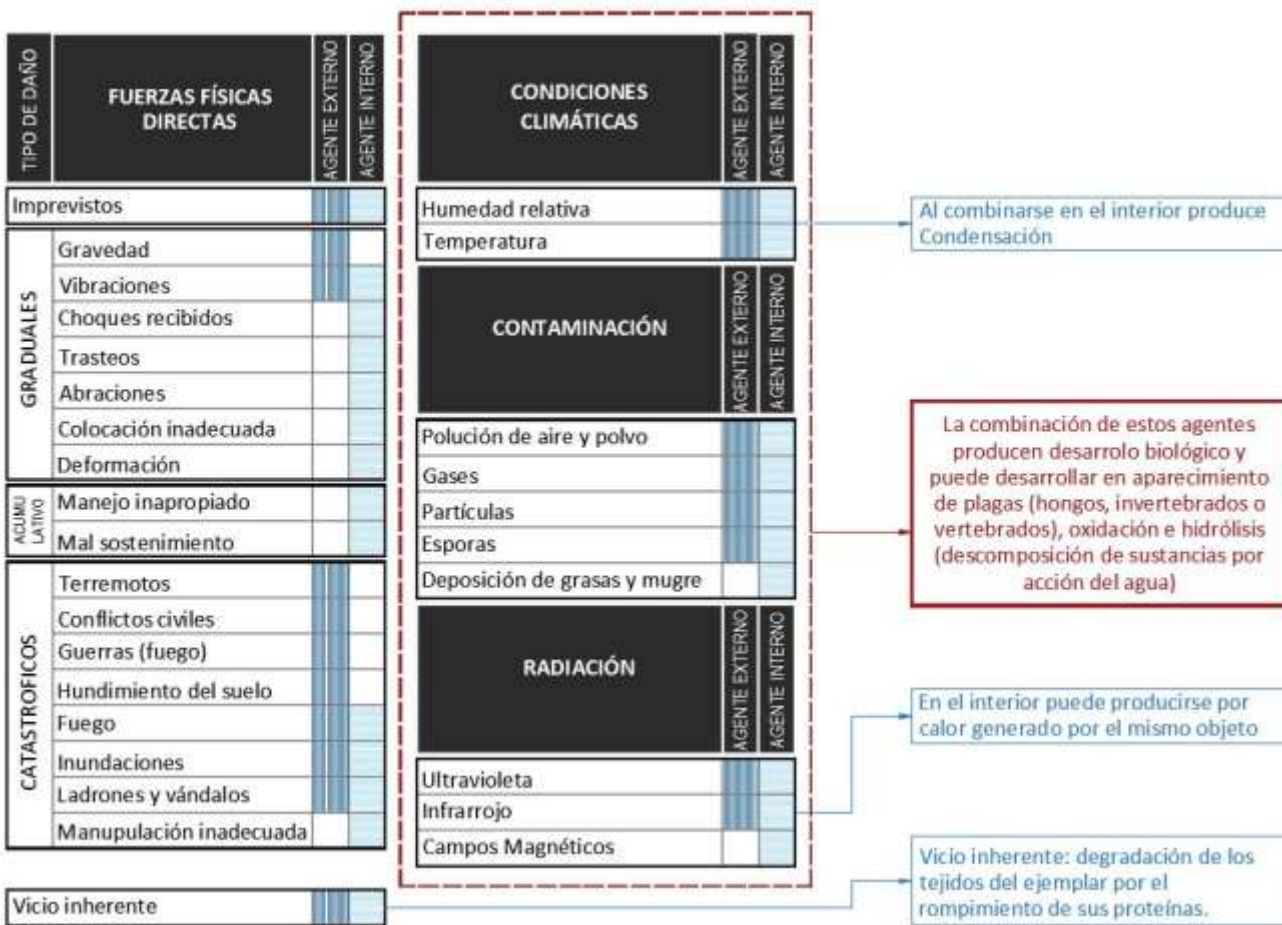 TIPO DE DAÑO
FUERZAS FÍSICAS
DIRECTAS
AGENTE EXTERNO
AGENTE INTERNO
Imprevistos
GRADUALES
Gravedad
Vibraciones
Choques recibidos
Trasteos
Abraciones
Colocación inadecuada
Deformación
ACUMU
LATIVO
Manejo inapropiado
Mal sostenimiento
CATASTROFICOS
Terremotos
Conflictos civiles
Guerras (fuego)
Hundimiento del suelo
Fuego
Inundaciones
Ladrones y vándalos
Manupulación inadecuada
Vicio inherente
CONDICIONES
CLIMÁTICAS
AGENTE EXTERNO
AGENTE INTERNO
Humedad relativa
Temperatura
CONTAMINACIÓN
AGENTE EXTERNO
AGENTE INTERNO
Polución de aire y polvo
Gases
Partículas
Esporas
Deposición de grasas y mugre
RADIACIÓN
AGENTE EXTERNO
AGENTE INTERNO
Ultravioleta
Infrarrojo
Campos Magnéticos
Al combinarse en el interior produce
Condensación
La combinación de estos agentes
producen desarrolo biológico y
puede desarrollar en aparecimiento
de plagas (hongos, invertebrados o
vertebrados), oxidación e hidrólisis
(descomposición de sustancias por
acción del agua)
En el interior puede producirse por
calor generado por el mismo objeto
Vicio inherente: degradación de los
tejidos del ejemplar por el
rompimiento de sus proteínas.